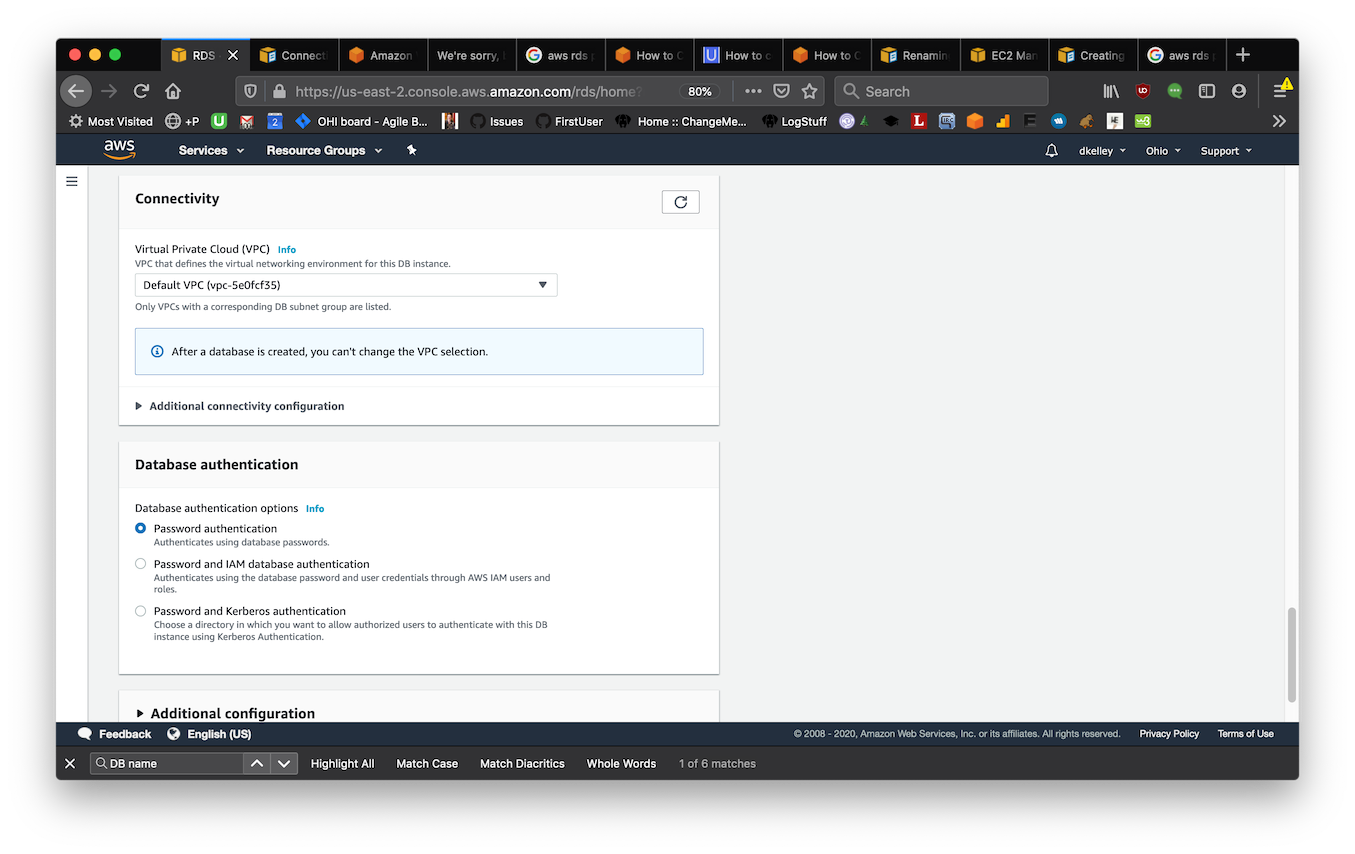 RDS
Connecti
Amazon
We're sorry,
aws rds
How to C
How to c
How to C
Renaming
EC2 Man
Creating
aws rds
https://us-east-2.console.aws.amazon.com/rds/home?
80%
Search
Most Visited
+P
OHI board - Agile B...
Issues
FirstUser
Home :: ChangeMe...
LogStuff
aws
Services
Resource Groups
dkelley
Ohio
Support
Connectivity
Virtual Private Cloud (VPC) Info
VPC that defines the virtual networking environment for this DB instance.
Default VPC (vpc-5e0fcf35)
Only VPCs with a corresponding DB subnet group are listed.
After a database is created, you can't change the VPC selection.
Additional connectivity configuration
Database authentication
Database authentication options Info
Password authentication
Authenticates using database passwords.
Password and IAM database authentication
Authenticates using the database password and user credentials through AWS IAM users and
roles.
Password and Kerberos authentication
Choose a directory in which you want to allow authorized users to authenticate with this DB
instance using Kerberos Authentication.
Additional configuration
Feedback
English (US)
© 2008 - 2020, Amazon Web Services, Inc. or its affiliates. All rights reserved.
Privacy Policy
Terms of Use
DB name
Highlight All
Match Case
Match Diacritics
Whole Words
1 of 6 matches